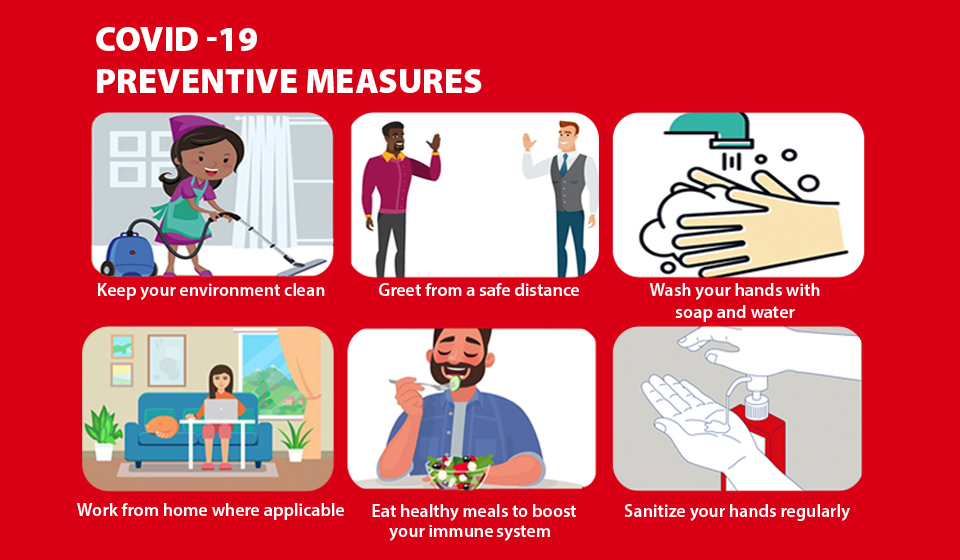 COVID -19
PREVENTIVE MEASURES
Keep your environment clean
Greet from a safe distance
Wash your hands with
soap and water
Work from home where applicable
Eat healthy meals to boost
your immune system
Sanitize your hands regularly